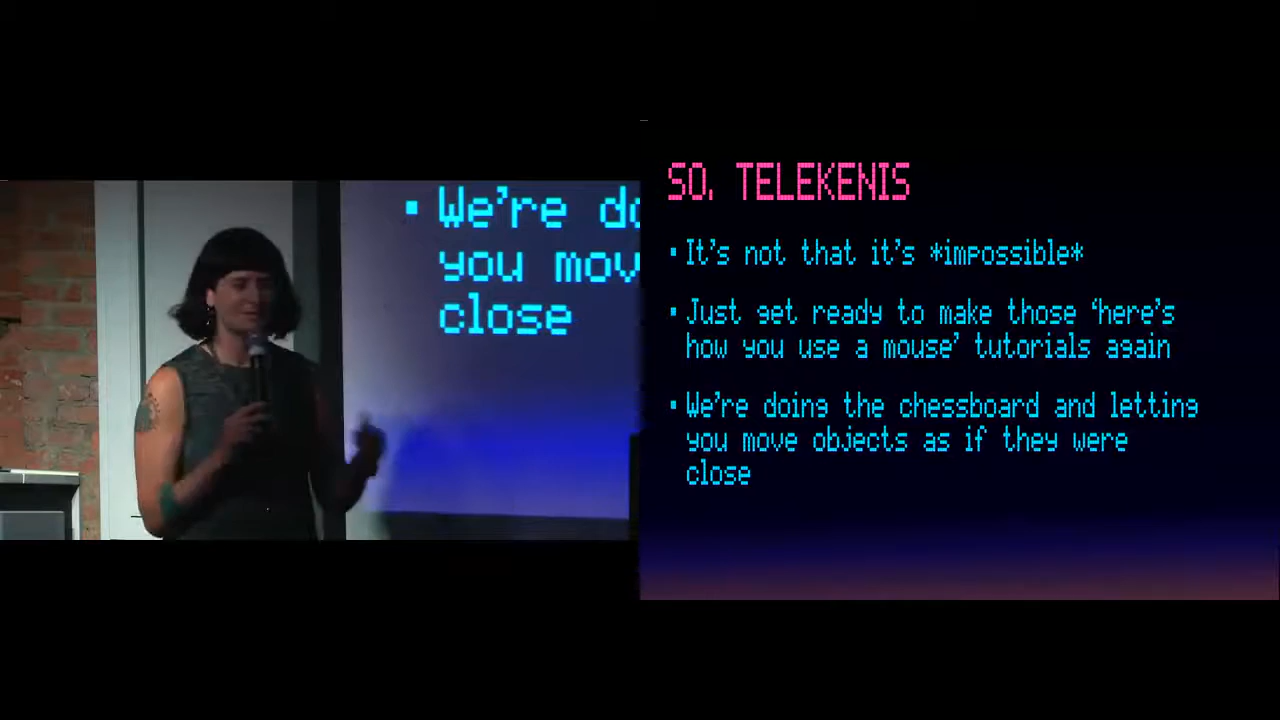 We're do
you mov
close
SO, TELEKENIS
• It's not that it's *impossible*
• Just get ready to make those ‘here's
how you use a mouse’ tutorials again
• We're doing the chessboard and letting
you move objects as if they were
close